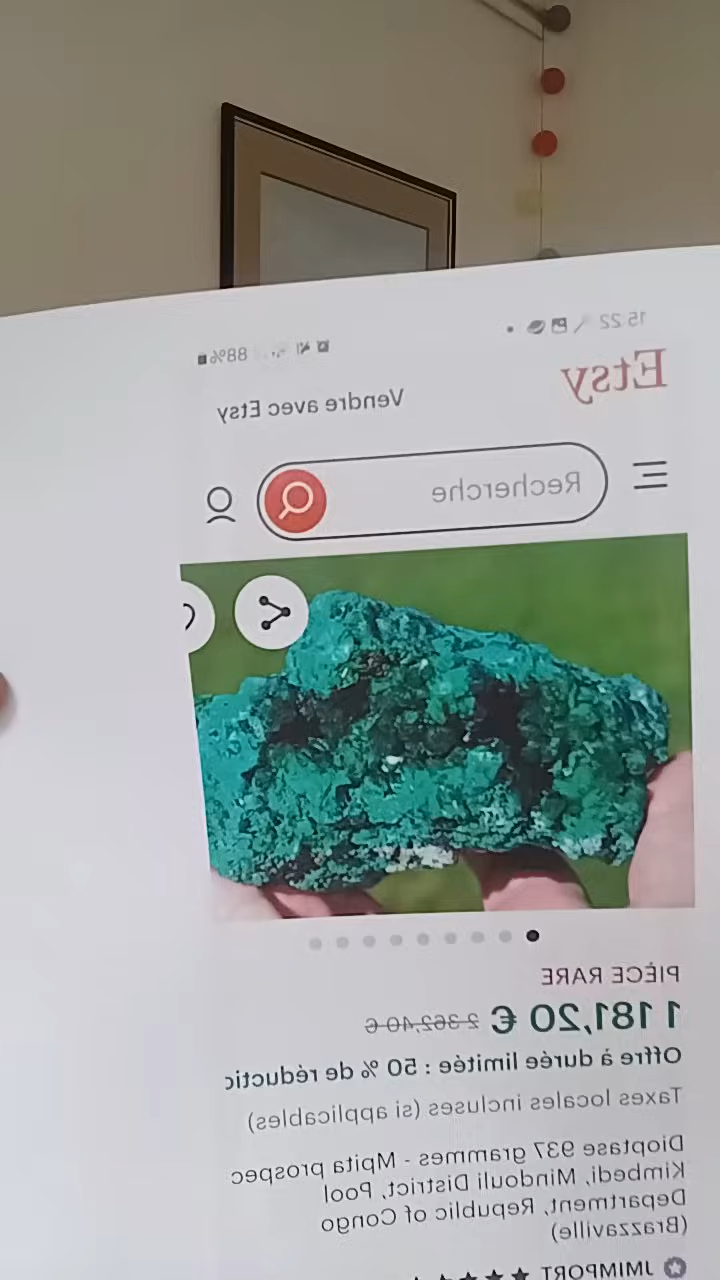 15:22 88%
Etsy
Vendre avec Etsy
Recherche
PIÈCE RARE
1 181,20 € 2 362,40 €
Offre à durée limitée : 50 % de réductic
Taxes locales incluses (si applicables)
Dioptase 937 grammes - Mpita prospec
Kimbedi, Mindouli District, Pool
Department, Republic of Congo
(Brazzaville)
JMIMPORT